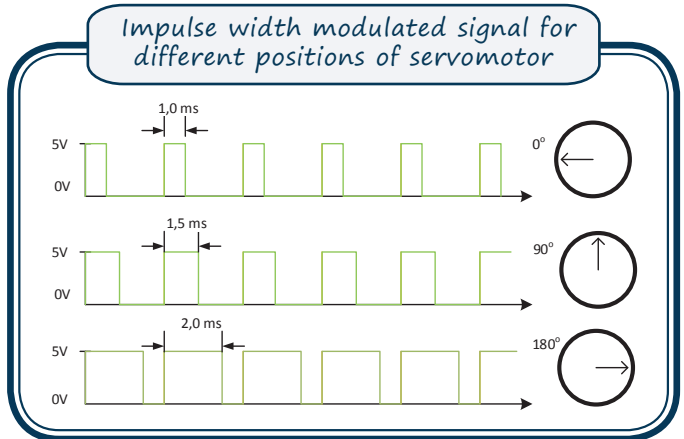 Impulse width modulated signal for
different positions of servomotor
1,0 ms
5V
0V
0°
1,5 ms
5V
0V
90°
2,0 ms
5V
0V
180°